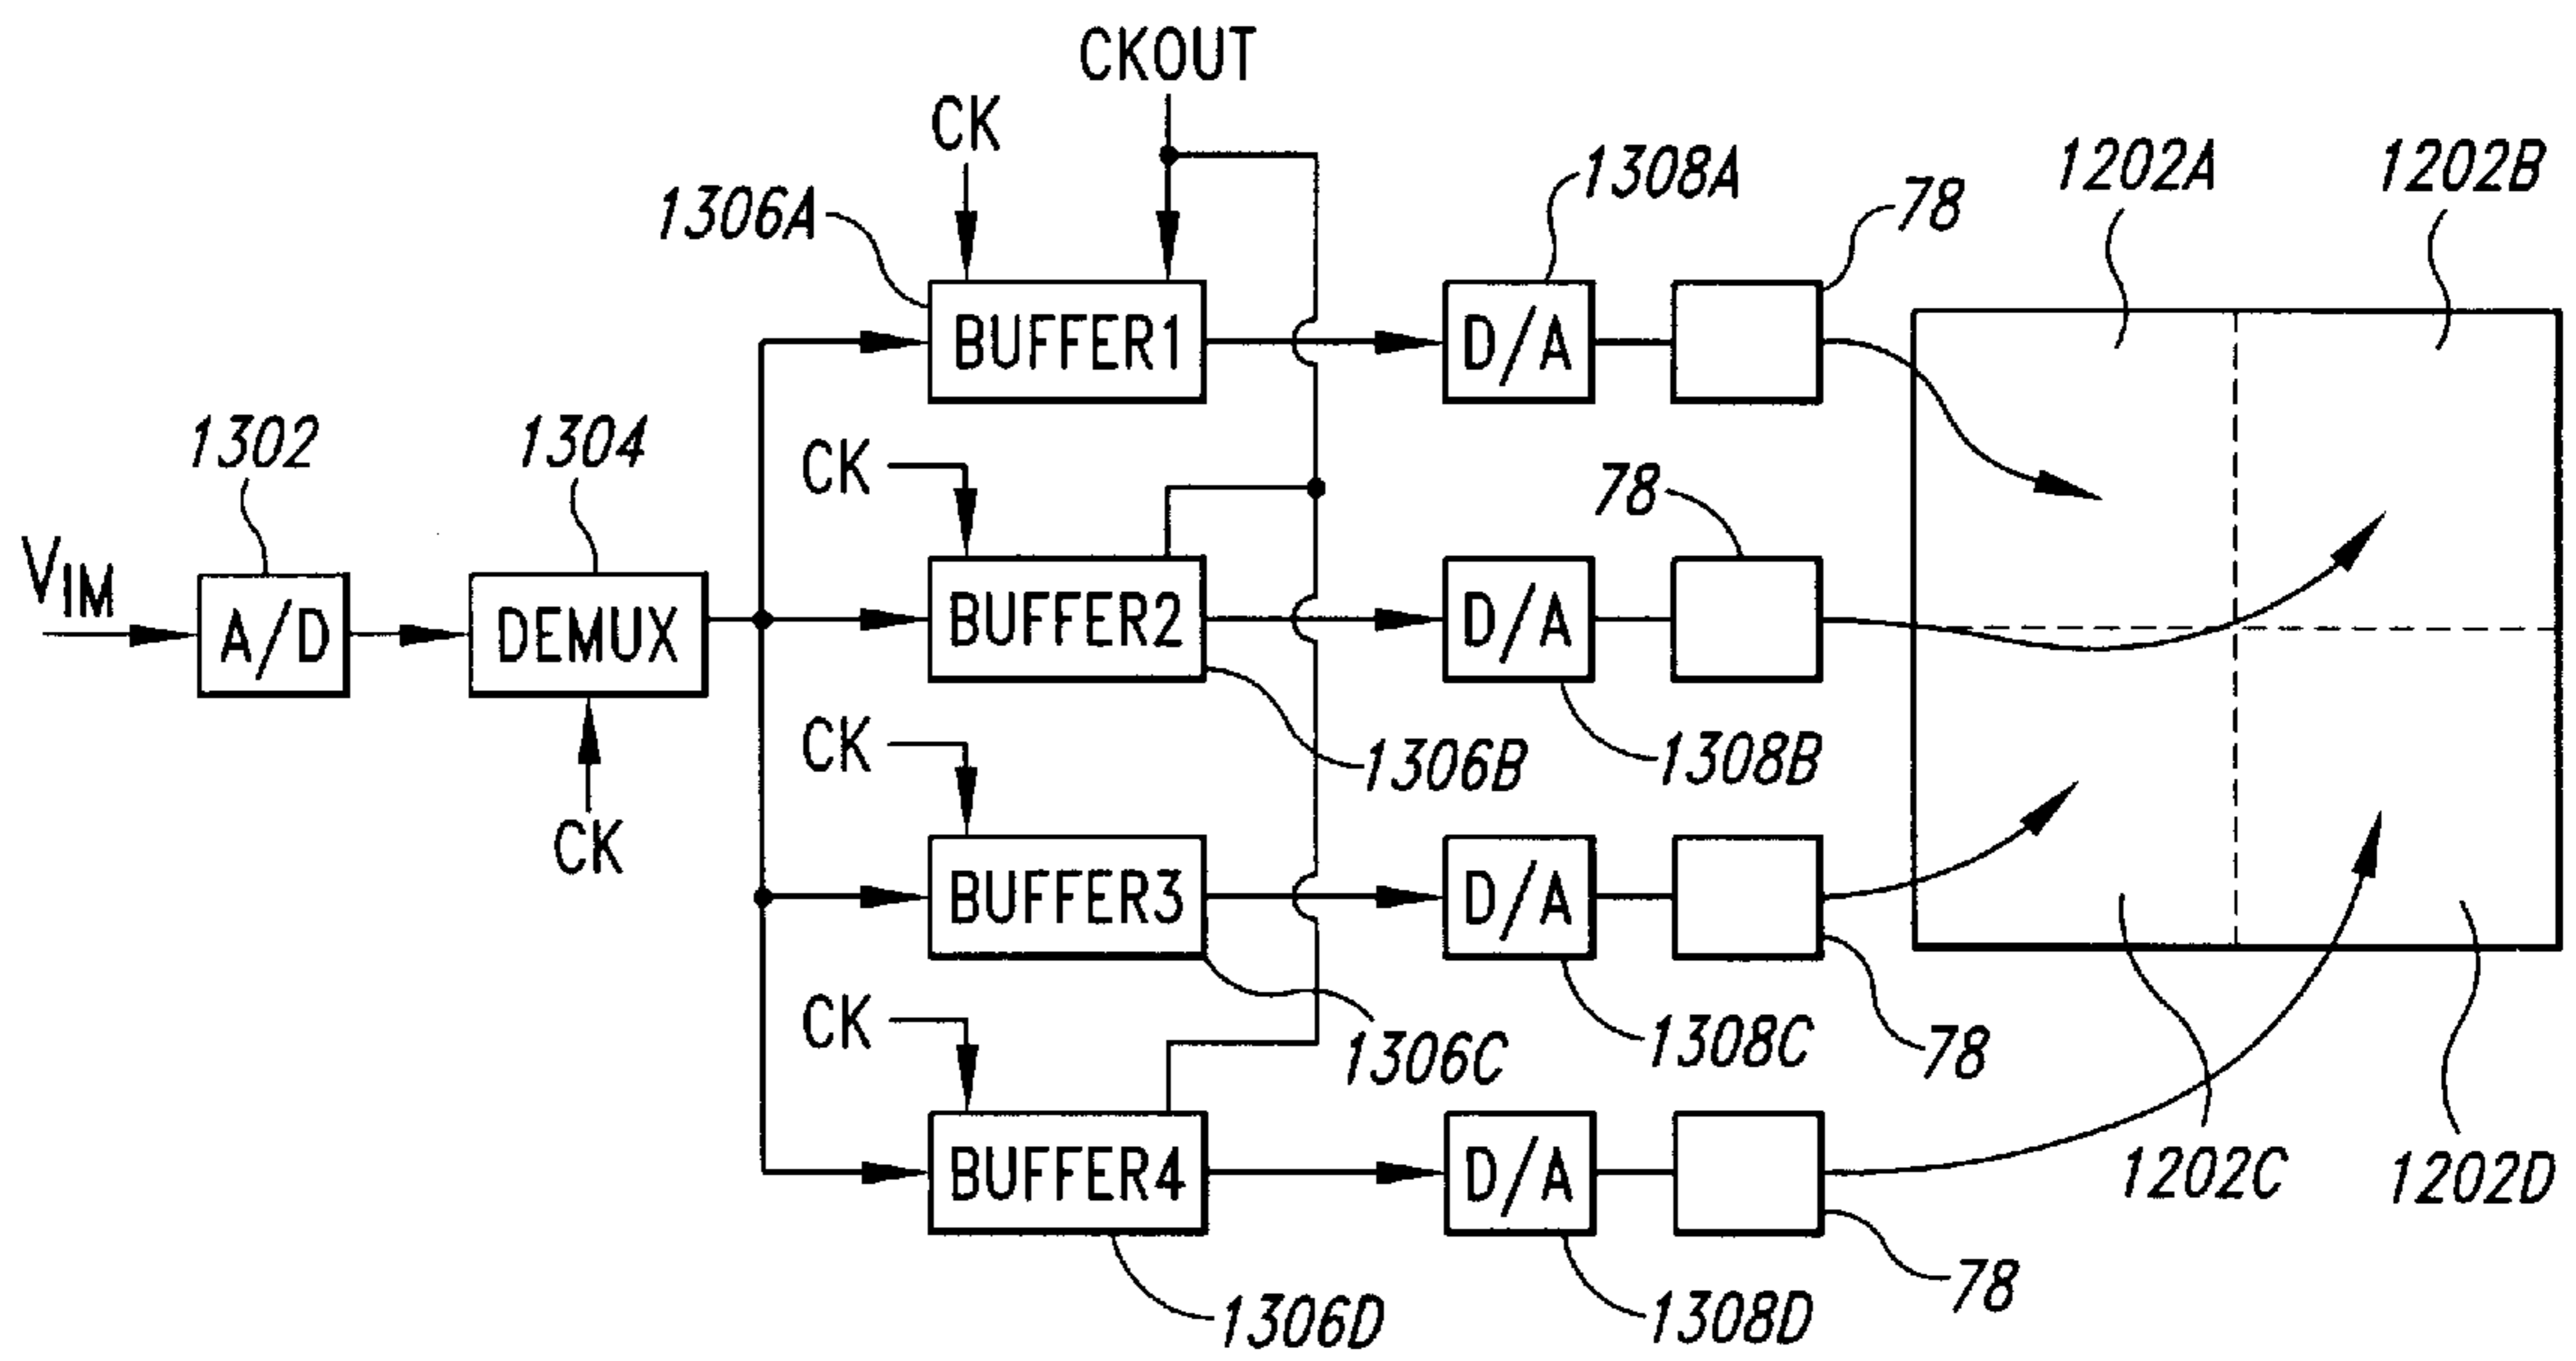 CKOUT
CK
1306A
1308A
78
1202A
1202B
BUFFER1
D/A
1302
1304
CK
78
VIM
A/D
DEMUX
BUFFER2
D/A
CK
CK
1306B
1308B
BUFFER3
D/A
CK
1306C
1308C
78
BUFFER4
D/A
1202C
1202D
1306D
1308D
78